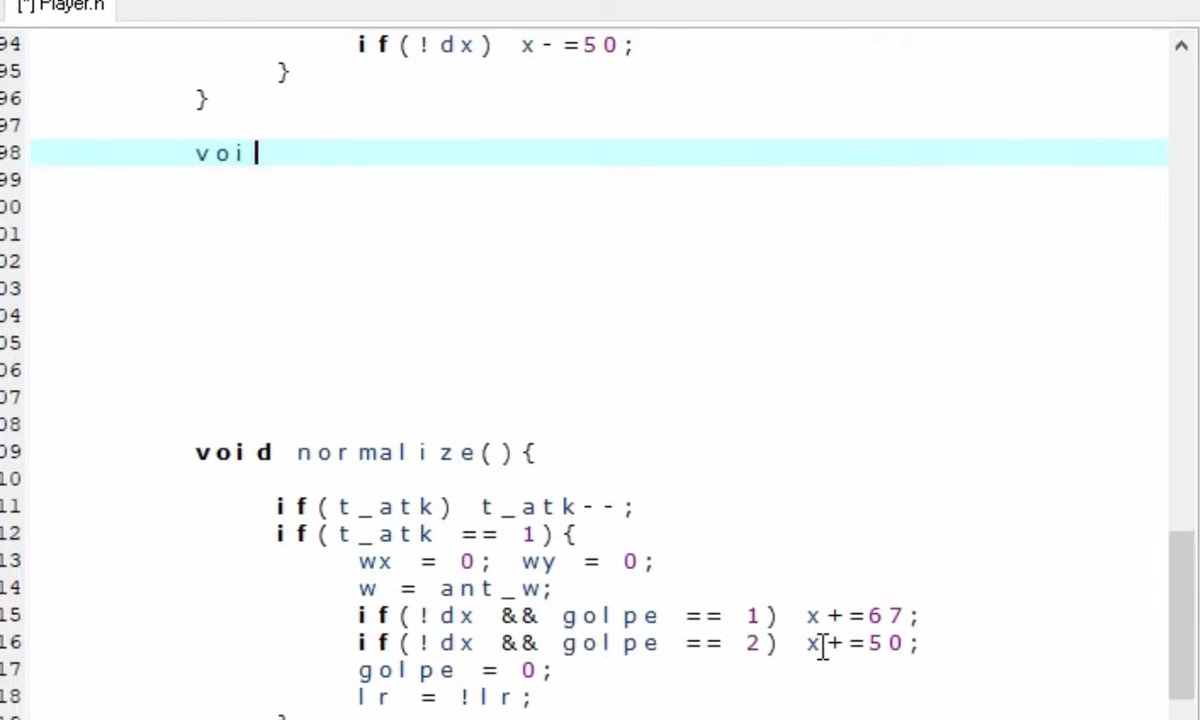 [*] Player.h
94 if(!dx) x-=50;
95 }
96 }
97
98 voi
99
00
01
02
03
04
05
06
07
08
09 void normalize(){
10
11 if(t_atk) t_atk--;
12 if(t_atk == 1){
13 wx = 0; wy = 0;
14 w = ant_w;
15 if(!dx && golpe == 1) x+=67;
16 if(!dx && golpe == 2) x+=50;
17 golpe = 0;
18 lr = !lr;
}